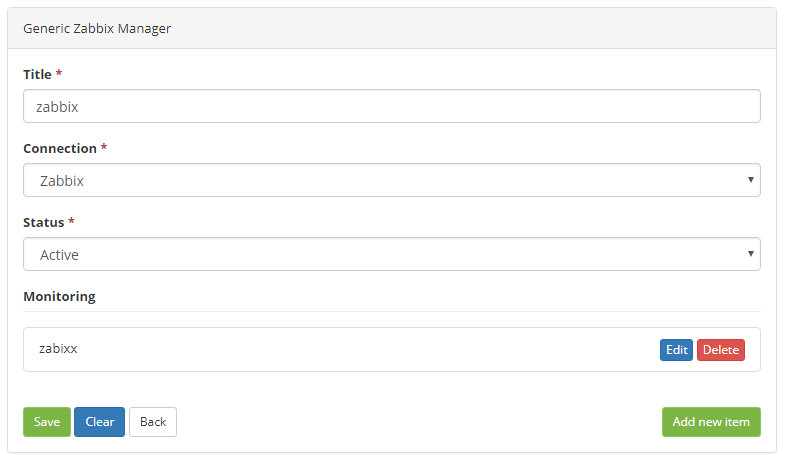 Generic Zabbix Manager
Title *
zabbix
Connection *
Zabbix
Status *
Active
Monitoring
zabixx Edit Delete
Save Clear Back Add new item